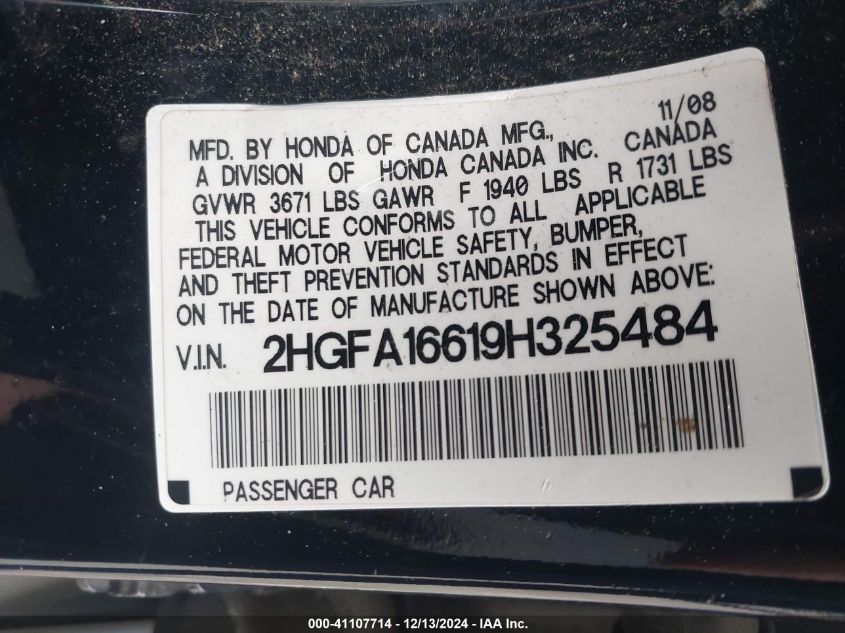 11/08
MFD. BY HONDA OF CANADA MFG., CANADA
A DIVISION OF HONDA CANADA INC.
GVWR 3671 LBS GAWR F 1940 LBS R 1731 LBS
THIS VEHICLE CONFORMS TO ALL APPLICABLE
FEDERAL MOTOR VEHICLE SAFETY, BUMPER,
AND THEFT PREVENTION STANDARDS IN EFFECT
ON THE DATE OF MANUFACTURE SHOWN ABOVE:
V.I.N. 2HGFA16619H325484
PASSENGER CAR
000-41107714 - 12/13/2024 - IAA Inc.